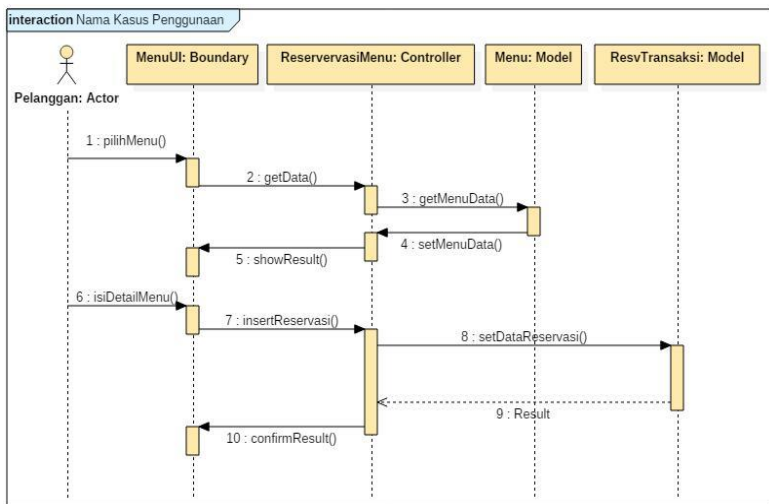 interaction Nama Kasus Penggunaan
Pelanggan: Actor
MenuUI: Boundary
ReservervasiMenu: Controller
Menu: Model
ResvTransaksi: Model
1 : pilihMenu()
2 : getData()
3 : getMenuData()
4 : setMenuData()
5 : showResult()
6 : isiDetailMenu()
7 : insertReservasi()
8 : setDataReservasi()
9 : Result
10 : confirmResult()